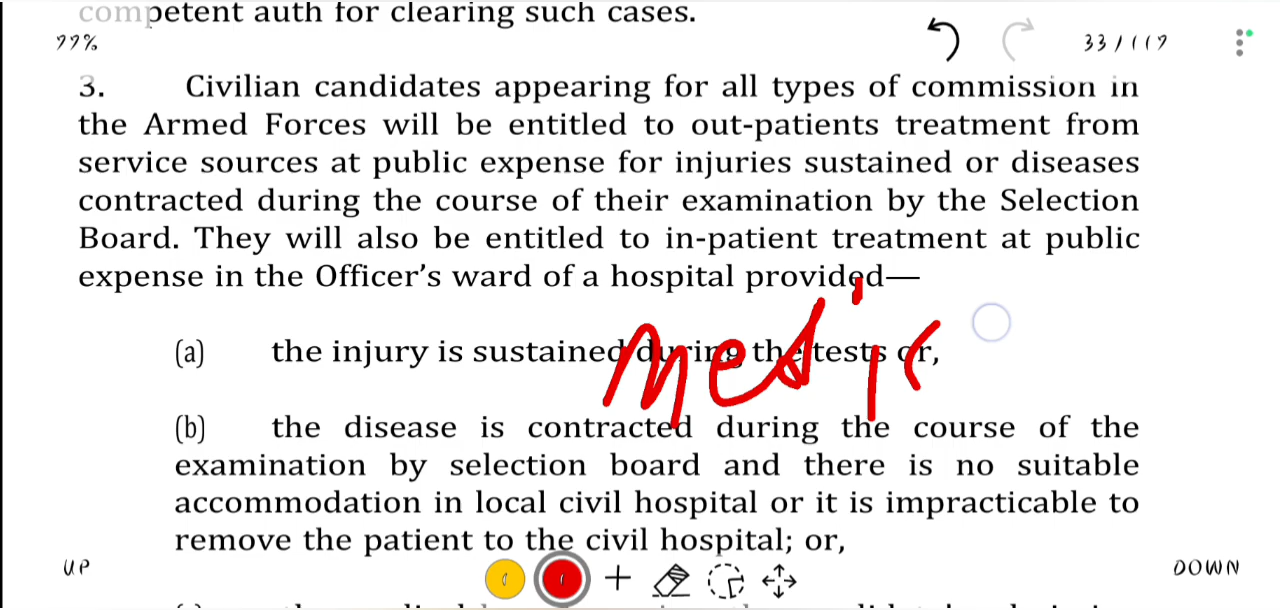 competent auth for clearing such cases.
99%
33/117
3. Civilian candidates appearing for all types of commission in
the Armed Forces will be entitled to out-patients treatment from
service sources at public expense for injuries sustained or diseases
contracted during the course of their examination by the Selection
Board. They will also be entitled to in-patient treatment at public
expense in the Officer’s ward of a hospital provided—
(a) the injury is sustained during the tests or,
Medic
(b) the disease is contracted during the course of the
examination by selection board and there is no suitable
accommodation in local civil hospital or it is impracticable to
remove the patient to the civil hospital; or,
UP
DOWN